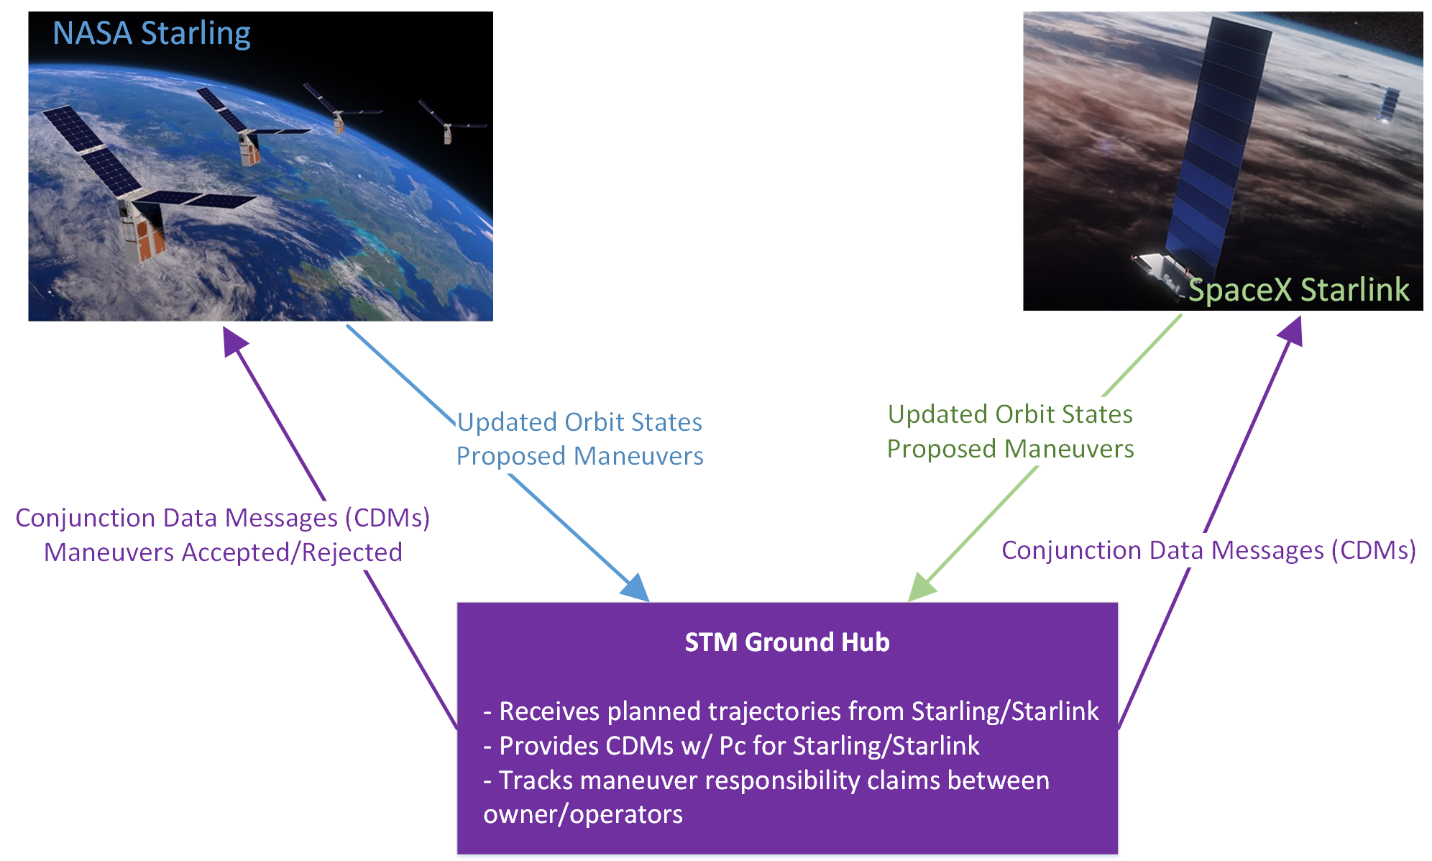 NASA Starling
SpaceX Starlink
Updated Orbit States
Proposed Maneuvers
Updated Orbit States
Proposed Maneuvers
Conjunction Data Messages (CDMs)
Maneuvers Accepted/Rejected
Conjunction Data Messages (CDMs)
STM Ground Hub
- Receives planned trajectories from Starling/Starlink
- Provides CDMs w/ Pc for Starling/Starlink
- Tracks maneuver responsibility claims between
owner/operators